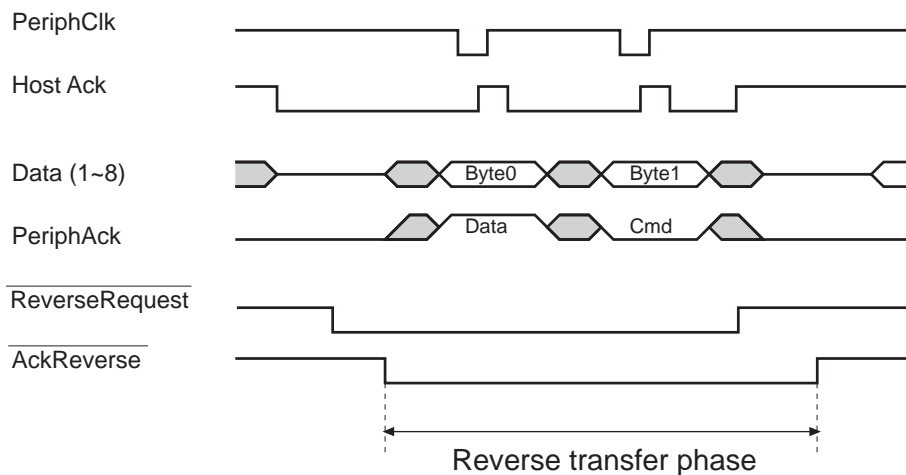 PeriphClk
Host Ack
Data (1~8)
Byte0
Byte1
PeriphAck
Data
Cmd
ReverseRequest
AckReverse
Reverse transfer phase